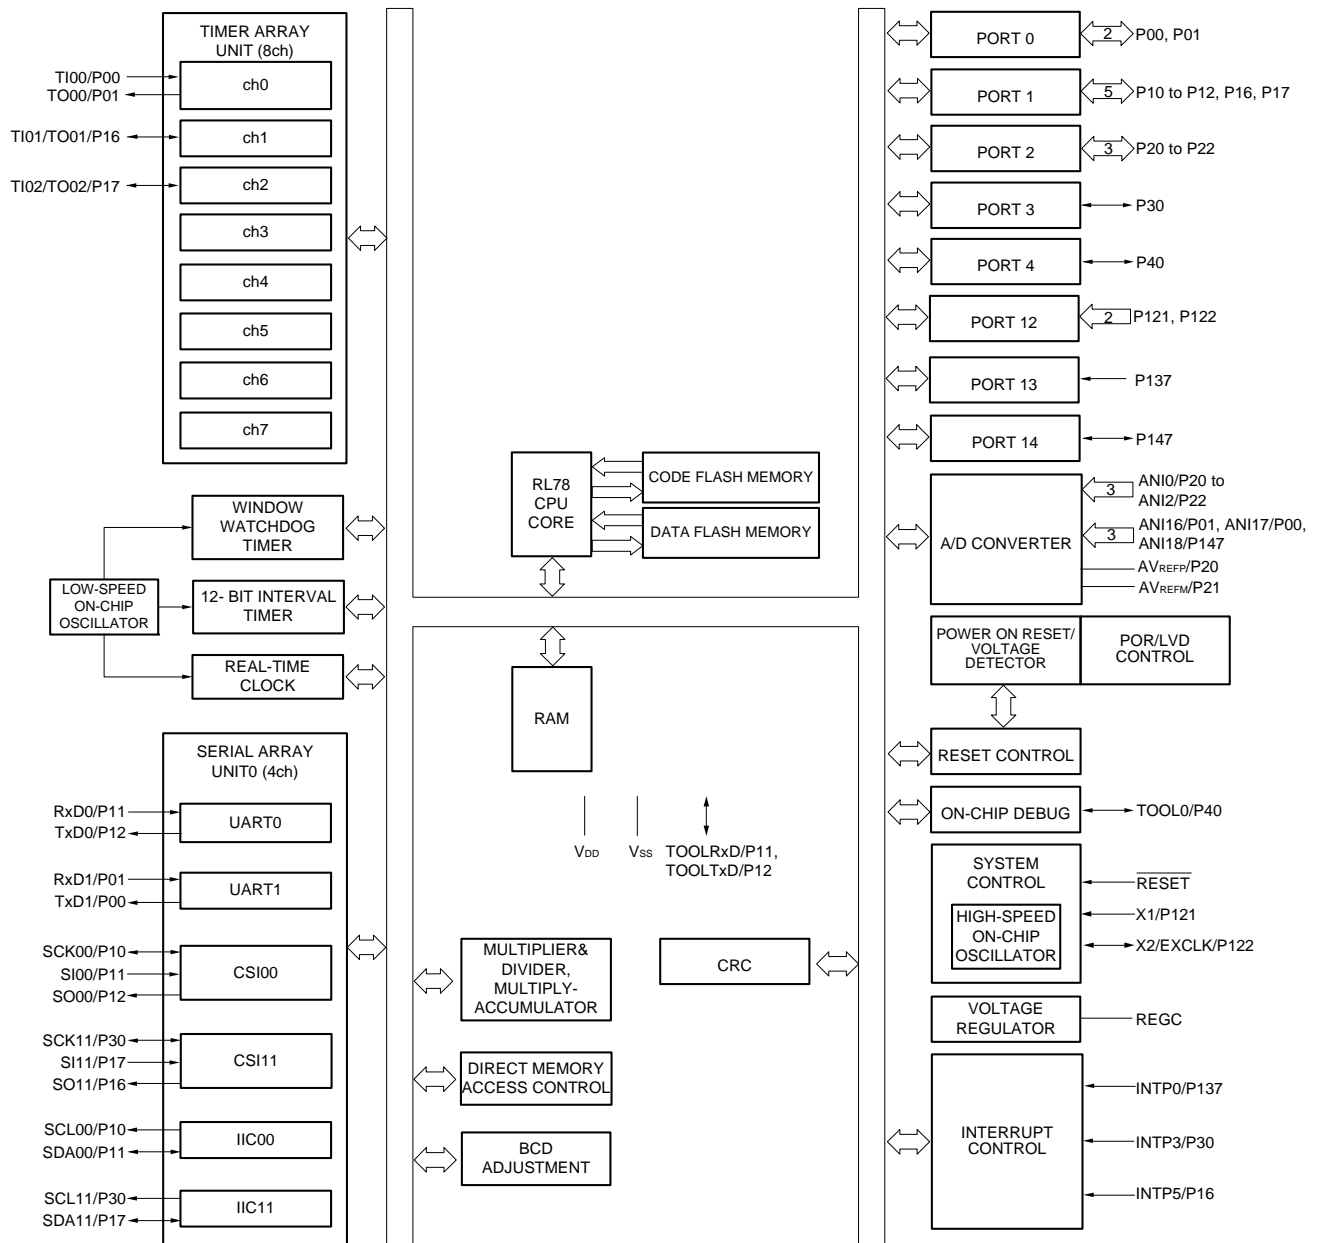 TIMER ARRAY
UNIT (8ch)
ch0
ch1
ch2
ch3
ch4
ch5
ch6
ch7
TI00/P00
TO00/P01
TI01/TO01/P16
TI02/TO02/P17
WINDOW
WATCHDOG
TIMER
LOW-SPEED
ON-CHIP
OSCILLATOR
12- BIT INTERVAL
TIMER
REAL-TIME
CLOCK
SERIAL ARRAY
UNIT0 (4ch)
UART0
RxD0/P11
TxD0/P12
UART1
RxD1/P01
TxD1/P00
CSI00
SCK00/P10
SI00/P11
SO00/P12
CSI11
SCK11/P30
SI11/P17
SO11/P16
IIC00
SCL00/P10
SDA00/P11
IIC11
SCL11/P30
SDA11/P17
RL78
CPU
CORE
CODE FLASH MEMORY
DATA FLASH MEMORY
RAM
VDD
VSS
TOOLRxD/P11,
TOOLTxD/P12
MULTIPLIER&
DIVIDER,
MULTIPLY-
ACCUMULATOR
CRC
DIRECT MEMORY
ACCESS CONTROL
BCD
ADJUSTMENT
PORT 0
2
P00, P01
PORT 1
5
P10 to P12, P16, P17
PORT 2
3
P20 to P22
PORT 3
P30
PORT 4
P40
PORT 12
2
P121, P122
PORT 13
P137
PORT 14
P147
A/D CONVERTER
3
ANI0/P20 to
ANI2/P22
3
ANI16/P01, ANI17/P00,
ANI18/P147
AVREFP/P20
AVREFM/P21
POWER ON RESET/
VOLTAGE
DETECTOR
POR/LVD
CONTROL
RESET CONTROL
ON-CHIP DEBUG
TOOL0/P40
SYSTEM
CONTROL
HIGH-SPEED
ON-CHIP
OSCILLATOR
RESET
X1/P121
X2/EXCLK/P122
VOLTAGE
REGULATOR
REGC
INTERRUPT
CONTROL
INTP0/P137
INTP3/P30
INTP5/P16